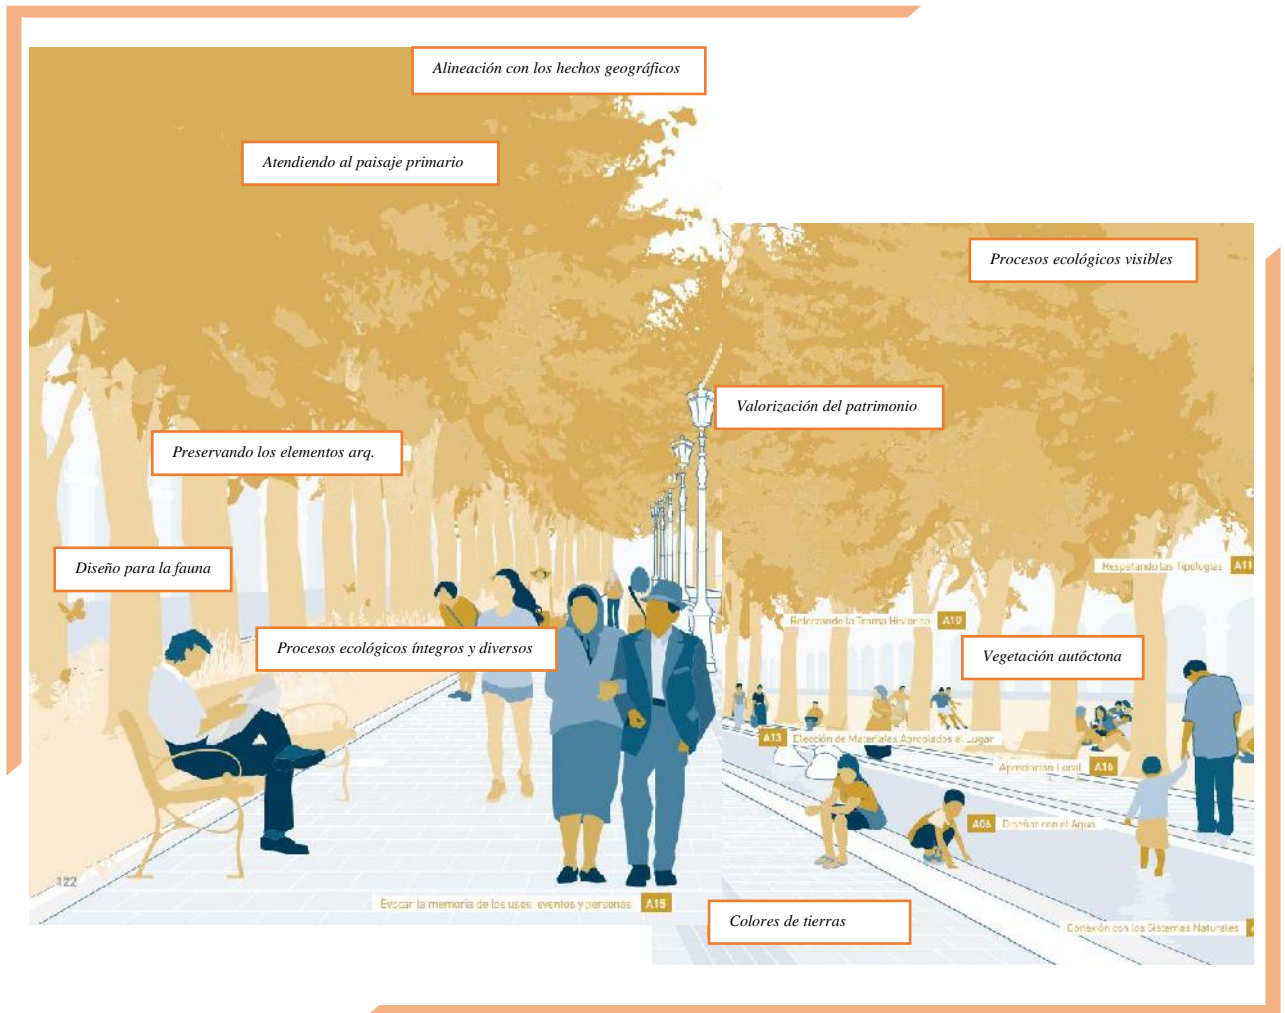 Alineación con los hechos geográficos
Atendiendo al paisaje primario
Procesos ecológicos visibles
Valorización del patrimonio
Preservando los elementos arq.
Diseño para la fauna
Respetando las Tipologías A11
Reforzando la Trama Histórica A10
Procesos ecológicos íntegros y diversos
Vegetación autóctona
A13 Elección de Materiales Apropiados al Lugar
Apreciación Local A16
A06 Diseñar con el Agua
122
Evocar la memoria de los usos, eventos y personas A15
Colores de tierras
Conexión con los Sistemas Naturales